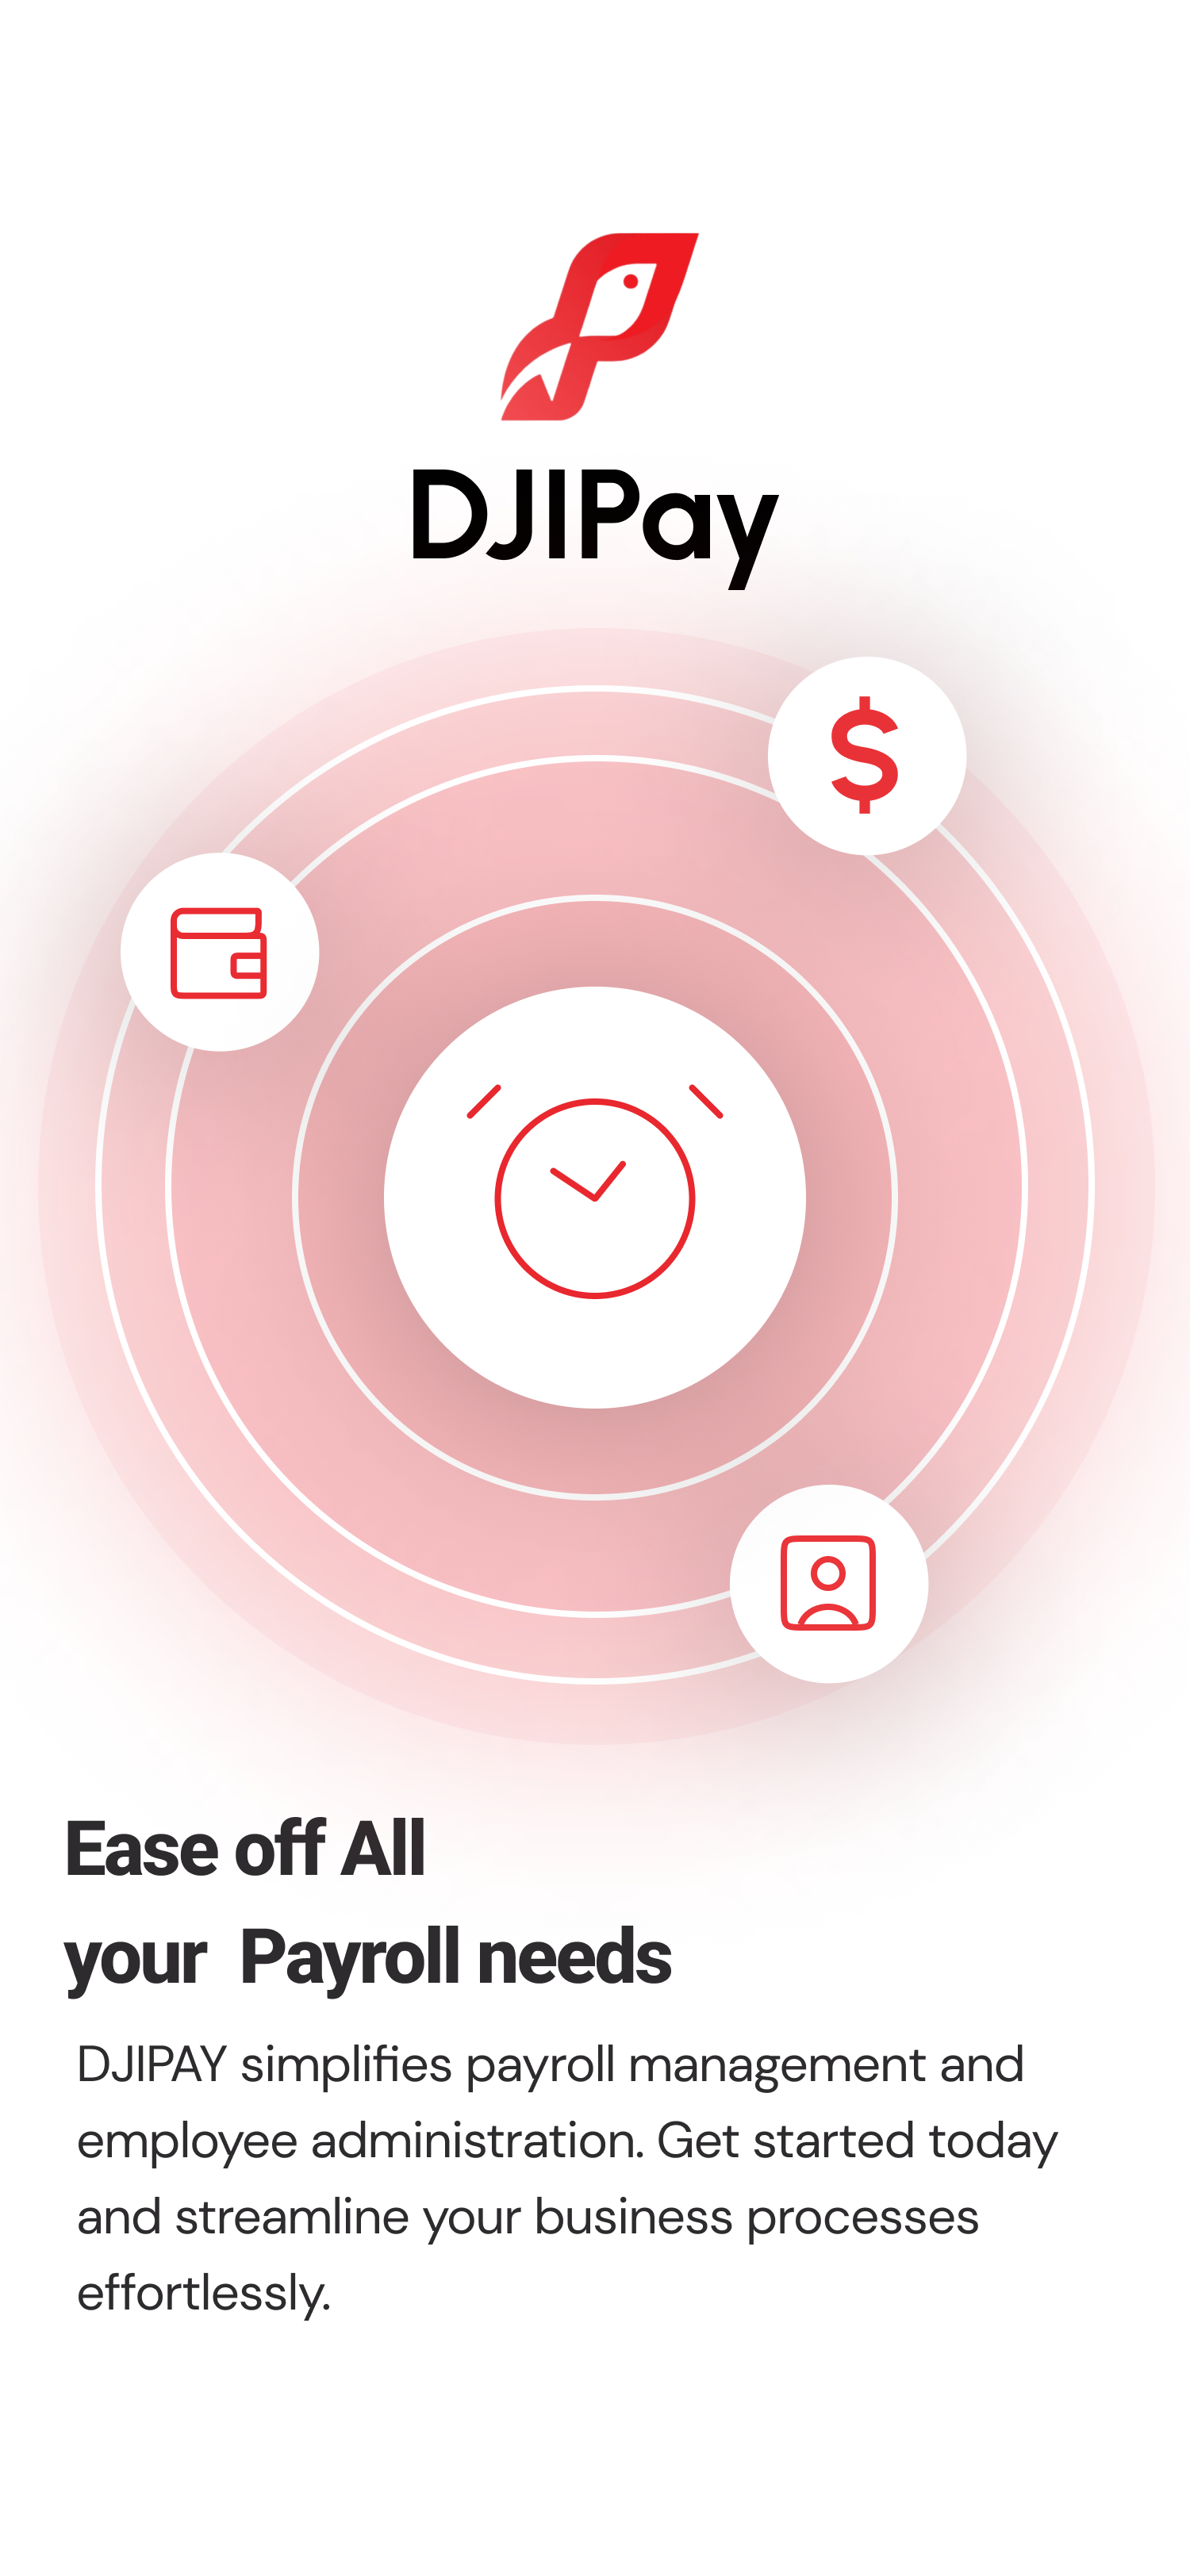 DJIPay
$
Ease off All
your  Payroll needs
DJIPAY simplifies payroll management and
employee administration. Get started today
and streamline your business processes
effortlessly.